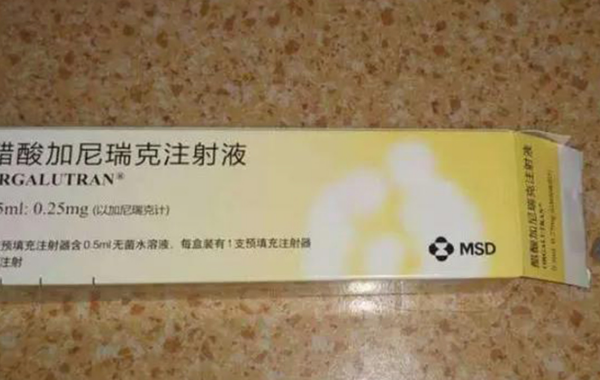 醋酸加尼瑞克注射液
RGALUTRAN®
5ml: 0.25mg (以加尼瑞克计)
预填充注射器含0.5ml无菌水溶液，每盒装有1支预填充注射器
注射
MSD
醋酸加尼瑞克注射液
ORGALUTRAN®